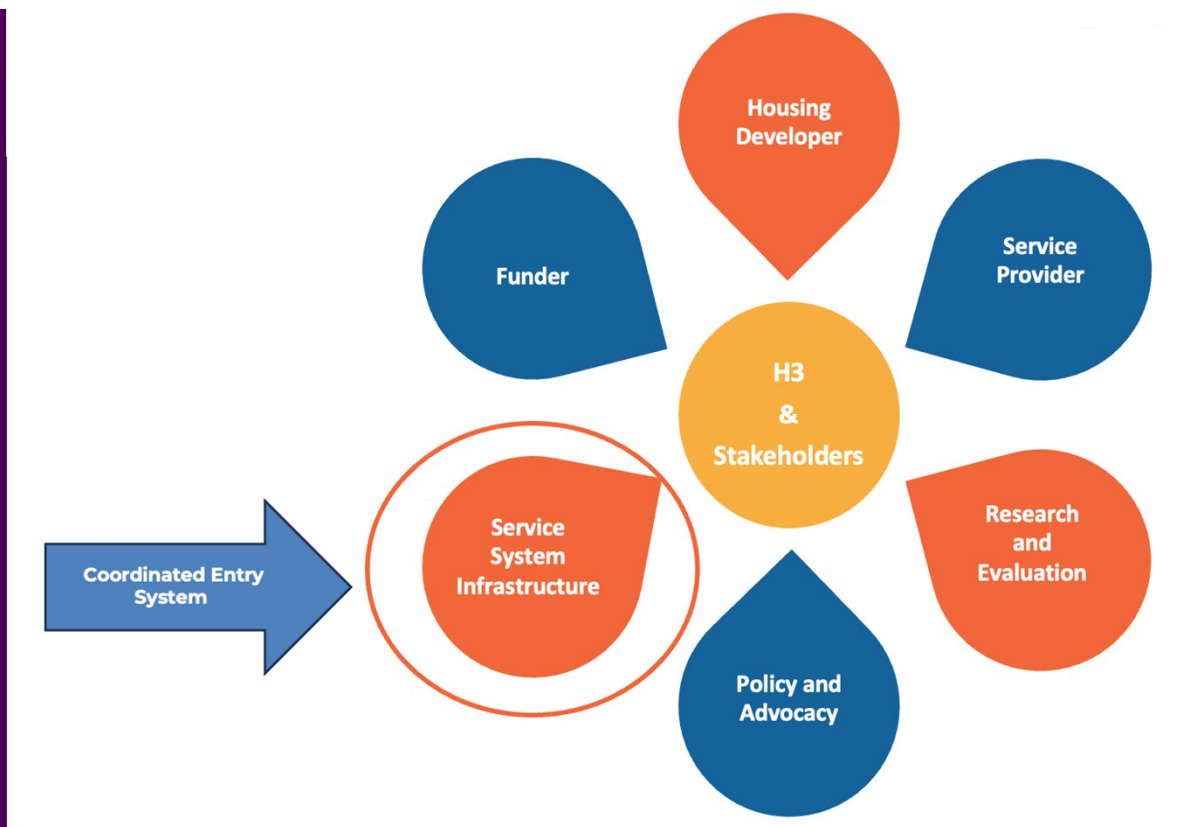 Housing
Developer
Funder
Service
Provider
H3
&
Stakeholders
Service
System
Infrastructure
Research
and
Evaluation
Coordinated Entry
System
Policy and
Advocacy